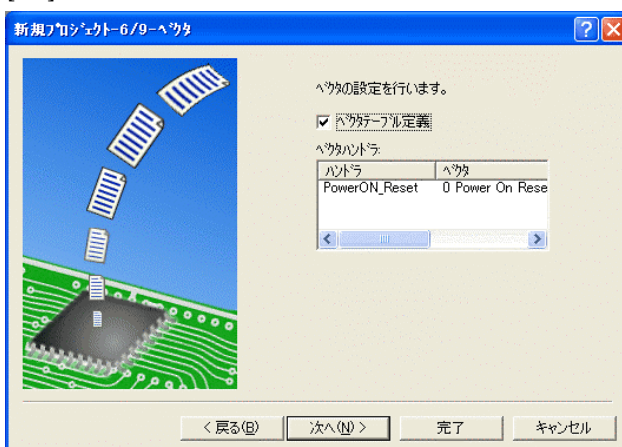 新規ﾌﾟﾛｼﾞｪｸﾄ-6/9-ﾍﾞｸﾀ
ﾍﾞｸﾀの設定を行います。
ﾍﾞｸﾀﾃｰﾌﾞﾙ定義
ﾍﾞｸﾀﾊﾝﾄﾞﾗ:
ﾊﾝﾄﾞﾗ ﾍﾞｸﾀ
PowerON_Reset 0 Power On Rese
< 戻る(B) 次へ(N) > 完了 キャンセル